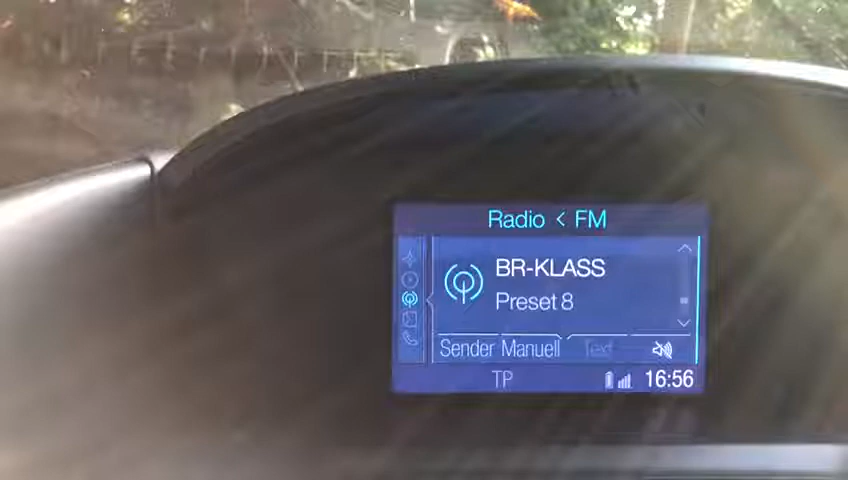 Radio < FM
BR-KLASS
Preset 8
Sender Manuell Text
TP 16:56